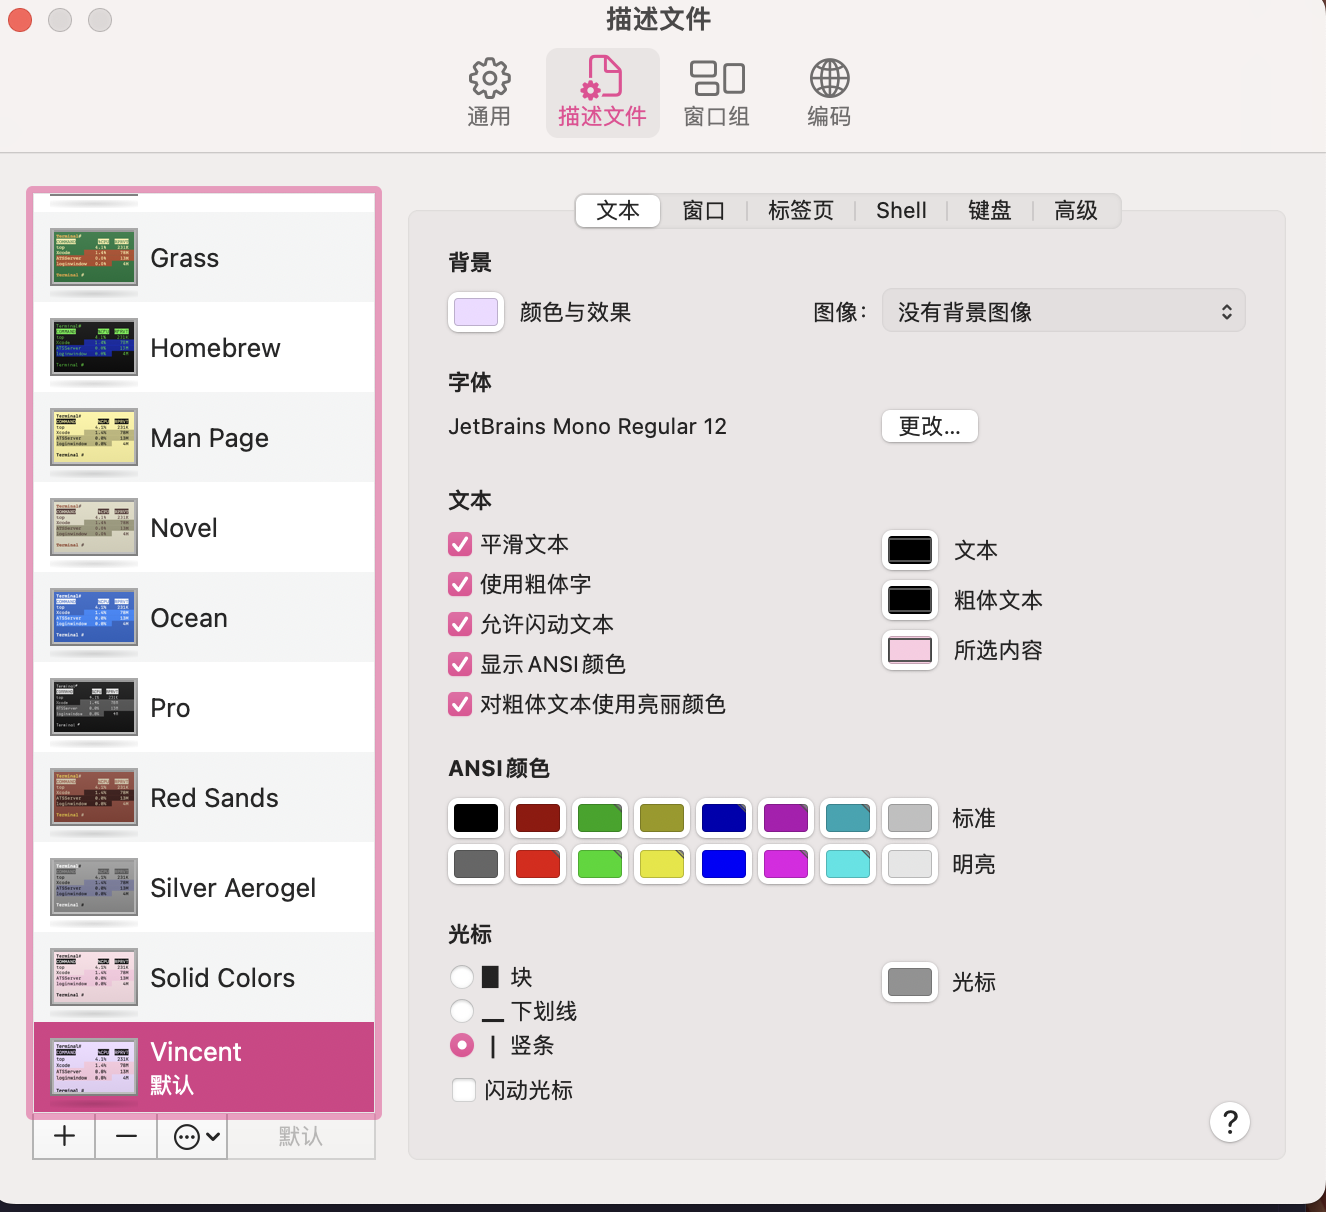 描述文件
通用
描述文件
窗口组
编码
Grass
Homebrew
Man Page
Novel
Ocean
Pro
Red Sands
Silver Aerogel
Solid Colors
Vincent
默认
默认
文本
窗口
标签页
Shell
键盘
高级
背景
颜色与效果
图像：
没有背景图像
字体
JetBrains Mono Regular 12
更改...
文本
平滑文本
使用粗体字
允许闪动文本
显示 ANSI 颜色
对粗体文本使用亮丽颜色
文本
粗体文本
所选内容
ANSI 颜色
标准
明亮
光标
块
下划线
竖条
闪动光标
光标
?